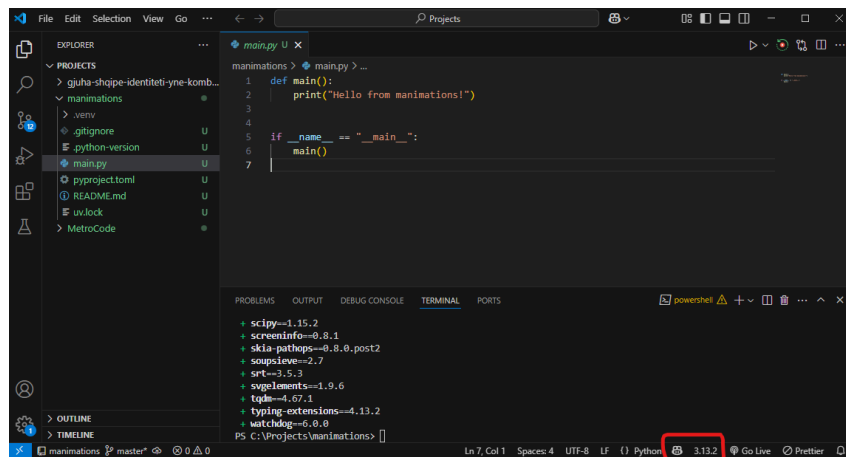 File Edit Selection View Go ··· Projects
EXPLORER ···
PROJECTS
gjuha-shqipe-identiteti-yne-komb...
manimations
.venv
.gitignore U
.python-version U
main.py U
pyproject.toml U
README.md U
uv.lock U
MetroCode
OUTLINE
TIMELINE
12
1
main.py U
manimations > main.py > ...
1 def main():
2 print("Hello from manimations!")
3
4
5 if __name__ == "__main__":
6 main()
7
PROBLEMS OUTPUT DEBUG CONSOLE TERMINAL PORTS powershell
+ scipy==1.15.2
+ screeninfo==0.8.1
+ skia-pathops==0.8.0.post2
+ soupsieve==2.7
+ srt==3.5.3
+ svgelements==1.9.6
+ tqdm==4.67.1
+ typing-extensions==4.13.2
+ watchdog==6.0.0
PS C:\Projects\manimations>
manimations master* 0 0 Ln 7, Col 1 Spaces: 4 UTF-8 LF {} Python 3.13.2 Go Live Prettier